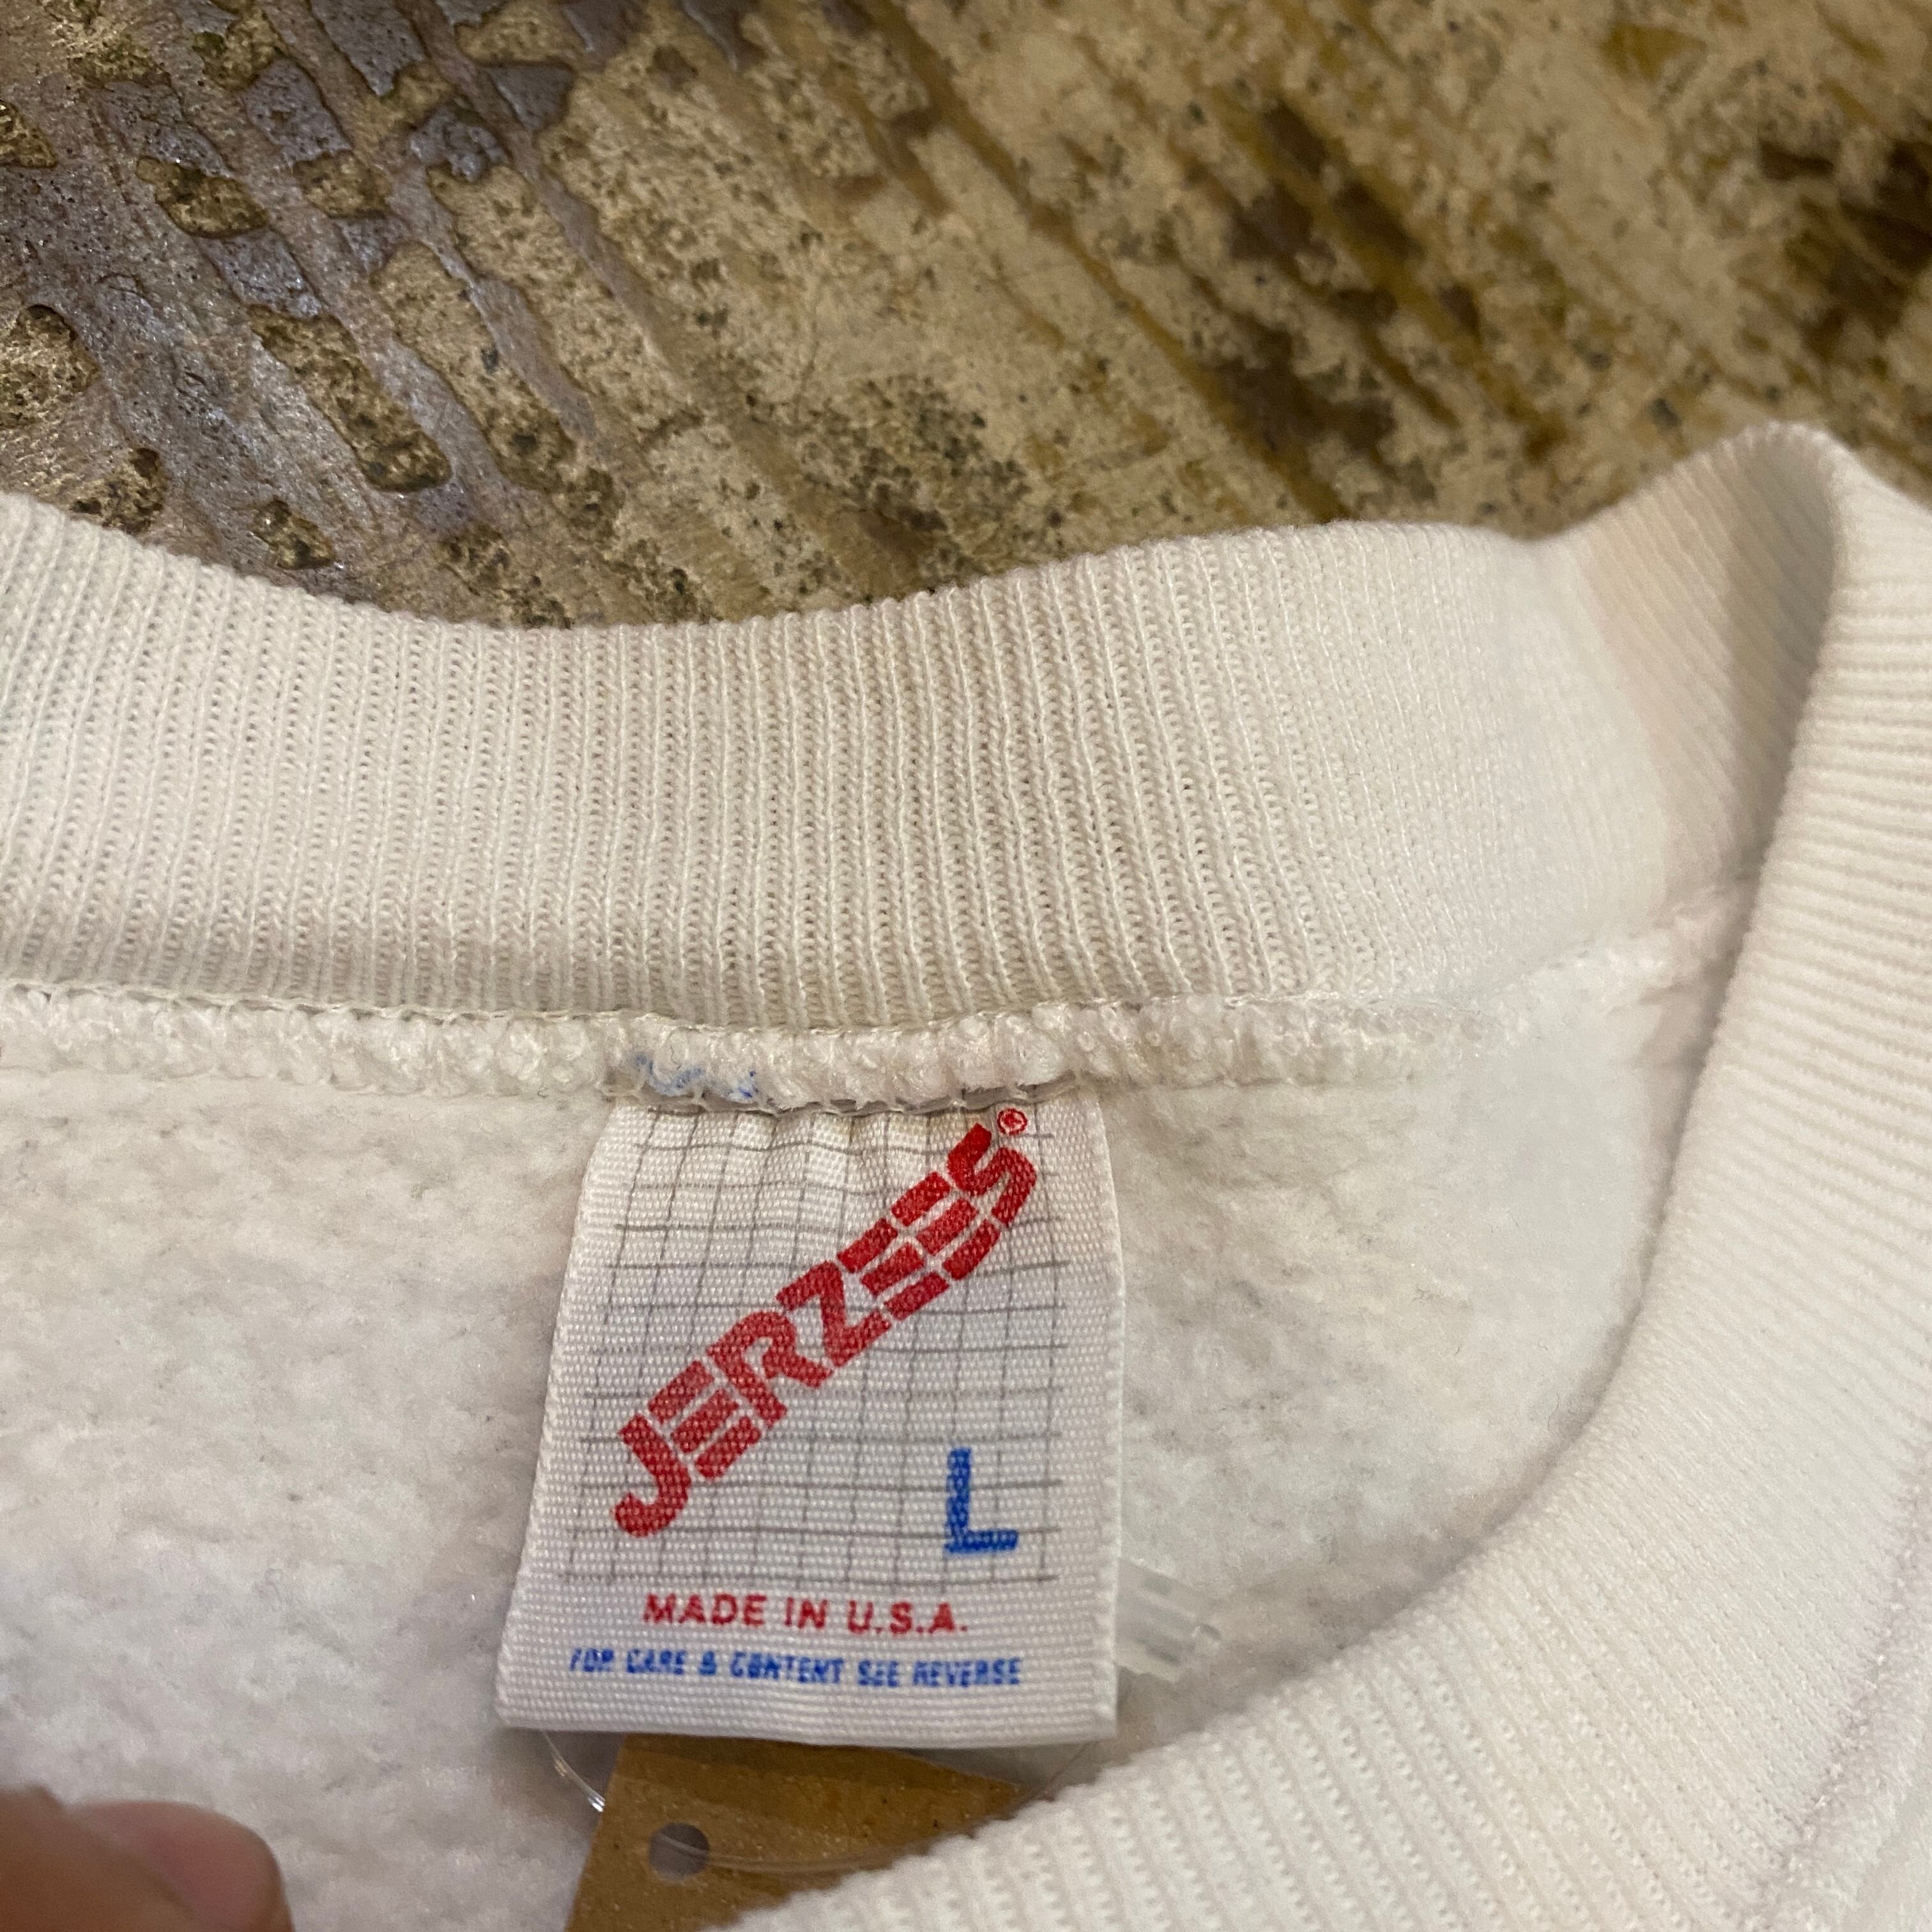 JERZEES®
L
MADE IN U.S.A.
FOR CARE & CONTENT SEE REVERSE